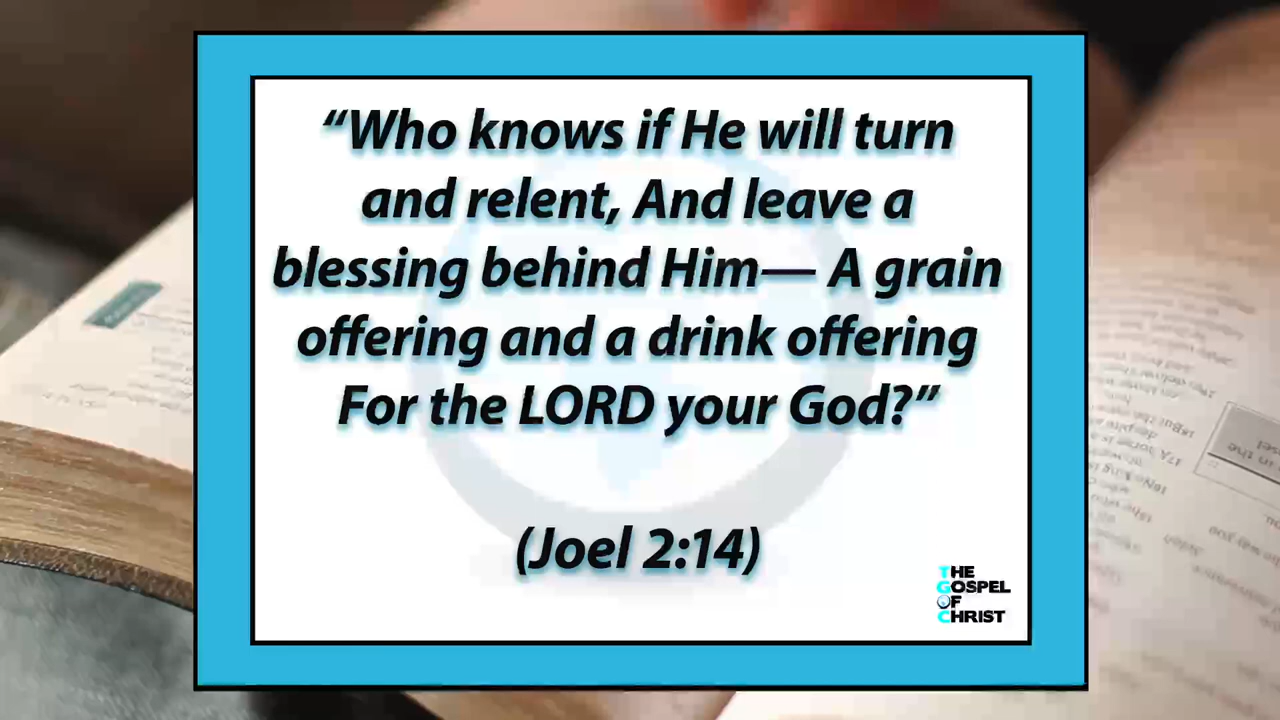 “Who knows if He will turn
and relent, And leave a
blessing behind Him— A grain
offering and a drink offering
For the LORD your God?”
(Joel 2:14)
THE
GOSPEL
OF
CHRIST